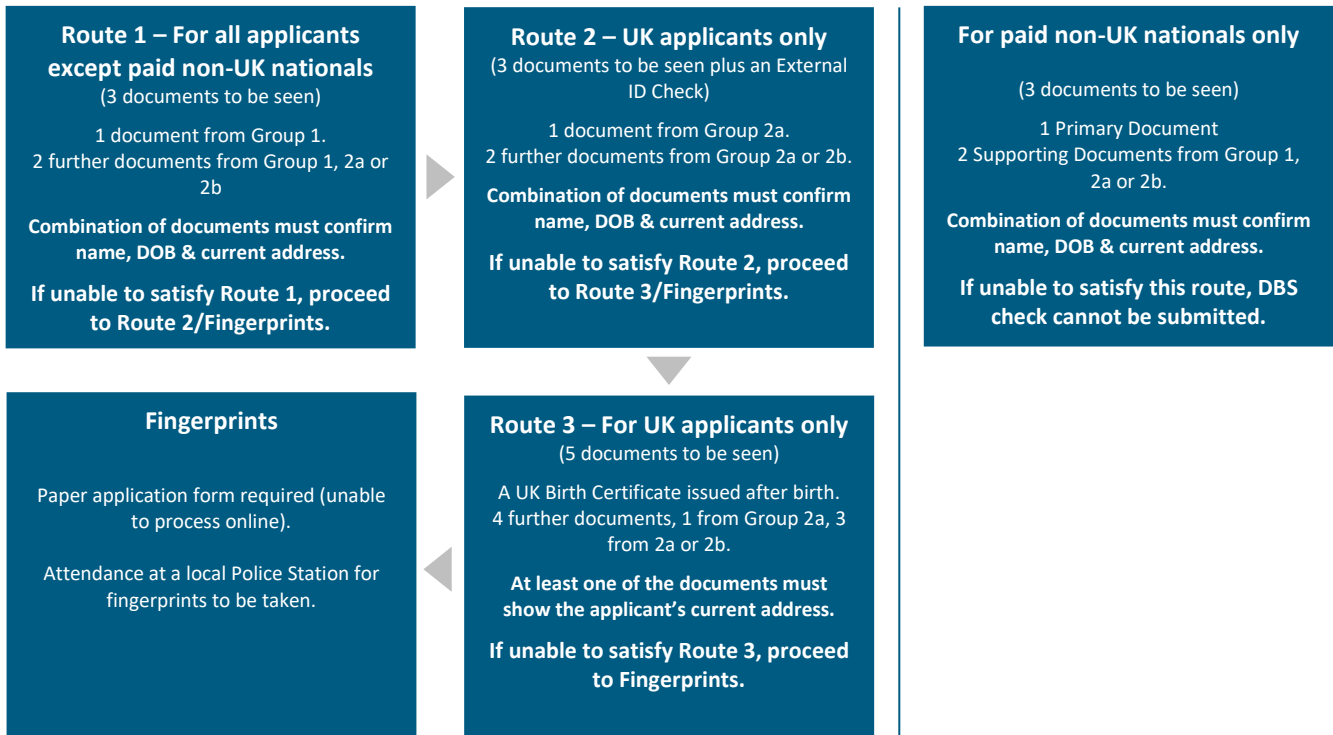 Route 1 – For all applicants
except paid non-UK nationals
(3 documents to be seen)
1 document from Group 1.
2 further documents from Group 1, 2a or
2b
Combination of documents must confirm
name, DOB & current address.
If unable to satisfy Route 1, proceed
to Route 2/Fingerprints.
Route 2 – UK applicants only
(3 documents to be seen plus an External
ID Check)
1 document from Group 2a.
2 further documents from Group 2a or 2b.
Combination of documents must confirm
name, DOB & current address.
If unable to satisfy Route 2, proceed
to Route 3/Fingerprints.
For paid non-UK nationals only
(3 documents to be seen)
1 Primary Document
2 Supporting Documents from Group 1,
2a or 2b.
Combination of documents must confirm
name, DOB & current address.
If unable to satisfy this route, DBS
check cannot be submitted.
Fingerprints
Paper application form required (unable
to process online).
Attendance at a local Police Station for
fingerprints to be taken.
Route 3 – For UK applicants only
(5 documents to be seen)
A UK Birth Certificate issued after birth.
4 further documents, 1 from Group 2a, 3
from 2a or 2b.
At least one of the documents must
show the applicant’s current address.
If unable to satisfy Route 3, proceed
to Fingerprints.